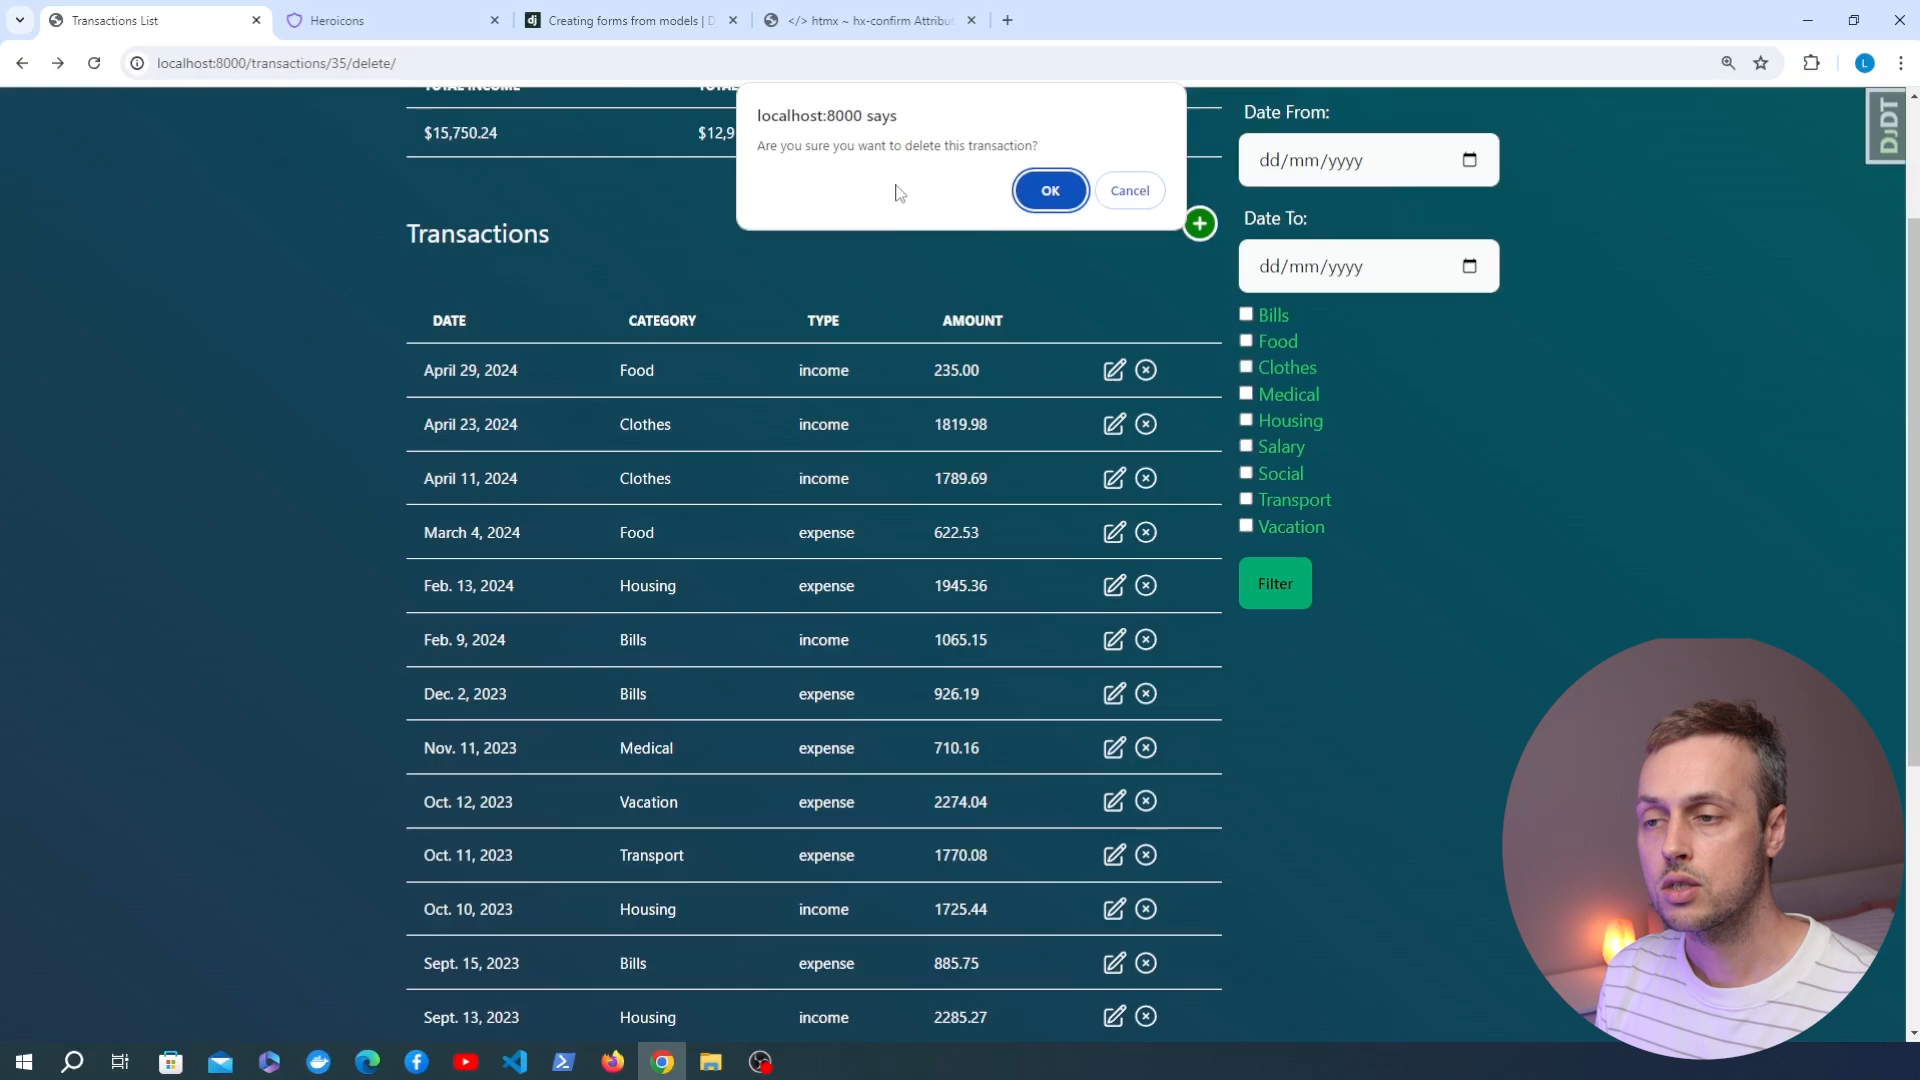 Transactions List
Heroicons
dj
Creating forms from models | D
</> htmx ~ hx-confirm Attribut
localhost:8000/transactions/35/delete/
L
TOTAL INCOME
TOTAL
$15,750.24
$12,9
localhost:8000 says
Are you sure you want to delete this transaction?
OK
Cancel
Transactions
DATE
CATEGORY
TYPE
AMOUNT
April 29, 2024 Food income 235.00
April 23, 2024 Clothes income 1819.98
April 11, 2024 Clothes income 1789.69
March 4, 2024 Food expense 622.53
Feb. 13, 2024 Housing expense 1945.36
Feb. 9, 2024 Bills income 1065.15
Dec. 2, 2023 Bills expense 926.19
Nov. 11, 2023 Medical expense 710.16
Oct. 12, 2023 Vacation expense 2274.04
Oct. 11, 2023 Transport expense 1770.08
Oct. 10, 2023 Housing income 1725.44
Sept. 15, 2023 Bills expense 885.75
Sept. 13, 2023 Housing income 2285.27
Date From:
dd/mm/yyyy
Date To:
dd/mm/yyyy
Bills
Food
Clothes
Medical
Housing
Salary
Social
Transport
Vacation
Filter
DjDT